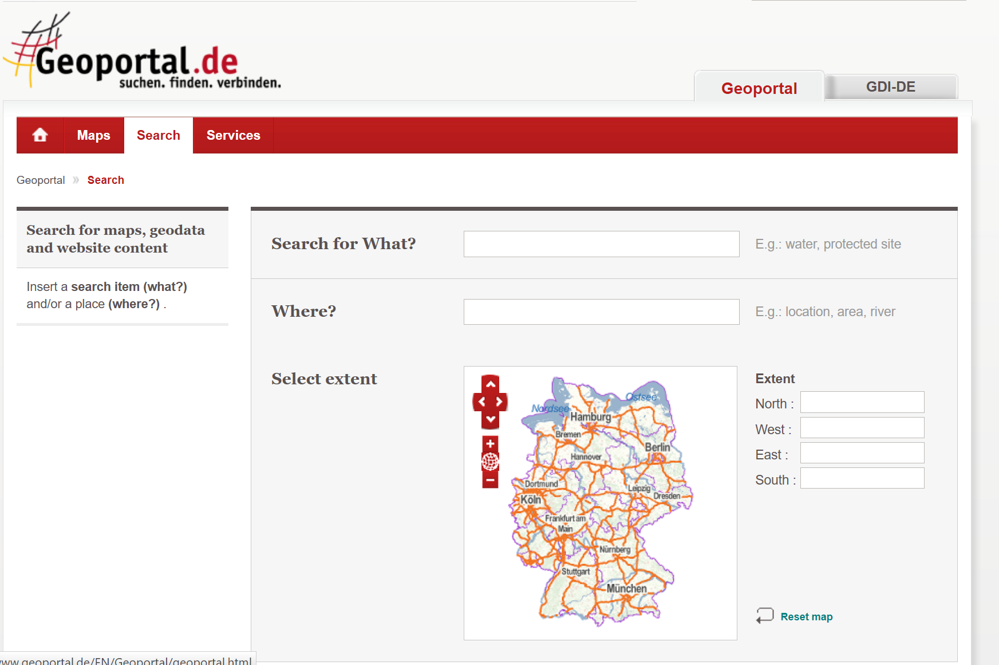 Geoportal.de
suchen. finden. verbinden.
Geoportal
GDI-DE
Maps
Search
Services
Geoportal » Search
Search for maps, geodata
and website content
Insert a search item (what?)
and/or a place (where?) .
Search for What?
E.g.: water, protected site
Where?
E.g.: location, area, river
Select extent
Nordsee
Ostsee
Hamburg
Bremen
Berlin
Hannover
Dortmund
Leipzig
Dresden
Köln
Frankfurt am
Main
Nürnberg
Stuttgart
München
Extent
North :
West :
East :
South :
Reset map
www.geoportal.de/EN/Geoportal/geoportal.html